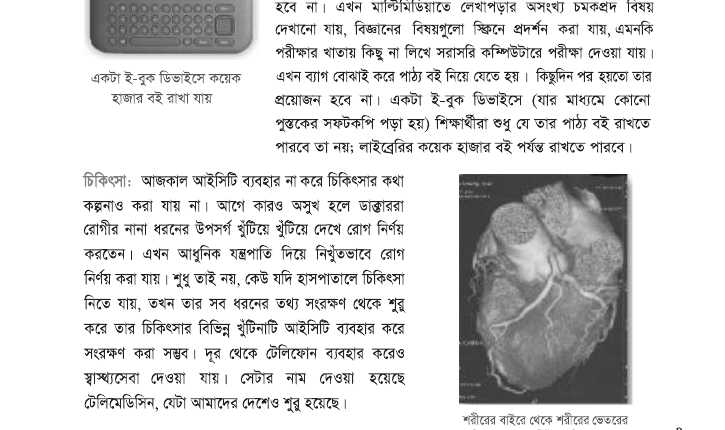 হবে না। এখন মাল্টিমিডিয়াতে লেখাপড়ার অসংখ্য চমকপ্রদ বিষয়
দেখানো যায়, বিজ্ঞানের বিষয়গুলো স্ক্রিনে প্রদর্শন করা যায়, এমনকি
পরীক্ষার খাতায় কিছু না লিখে সরাসরি কম্পিউটারে পরীক্ষা দেওয়া যায়।
এখন ব্যাগ বোঝাই করে পাঠ্য বই নিয়ে যেতে হয়। কিছুদিন পর হয়তো তার
প্রয়োজন হবে না। একটা ই-বুক ডিভাইসে (যার মাধ্যমে কোনো
পুস্তকের সফটকপি পড়া হয়) শিক্ষার্থীরা শুধু যে তার পাঠ্য বই রাখতে
পারবে তা নয়; লাইব্রেরির কয়েক হাজার বই পর্যন্ত রাখতে পারবে।
একটা ই-বুক ডিভাইসে কয়েক
হাজার বই রাখা যায়
চিকিৎসা: আজকাল আইসিটি ব্যবহার না করে চিকিৎসার কথা
কল্পনাও করা যায় না। আগে কারও অসুখ হলে ডাক্তাররা
রোগীর নানা ধরনের উপসর্গ খুঁটিয়ে খুঁটিয়ে দেখে রোগ নির্ণয়
করতেন। এখন আধুনিক যন্ত্রপাতি দিয়ে নিখুঁতভাবে রোগ
নির্ণয় করা যায়। শুধু তাই নয়, কেউ যদি হাসপাতালে চিকিৎসা
নিতে যায়, তখন তার সব ধরনের তথ্য সংরক্ষণ থেকে শুরু
করে তার চিকিৎসার বিভিন্ন খুঁটিনাটি আইসিটি ব্যবহার করে
সংরক্ষণ করা সম্ভব। দূর থেকে টেলিফোন ব্যবহার করেও
স্বাস্থ্যসেবা দেওয়া যায়। সেটার নাম দেওয়া হয়েছে
টেলিমেডিসিন, যেটা আমাদের দেশেও শুরু হয়েছে।
শরীরের বাইরে থেকে শরীরের ভেতরের